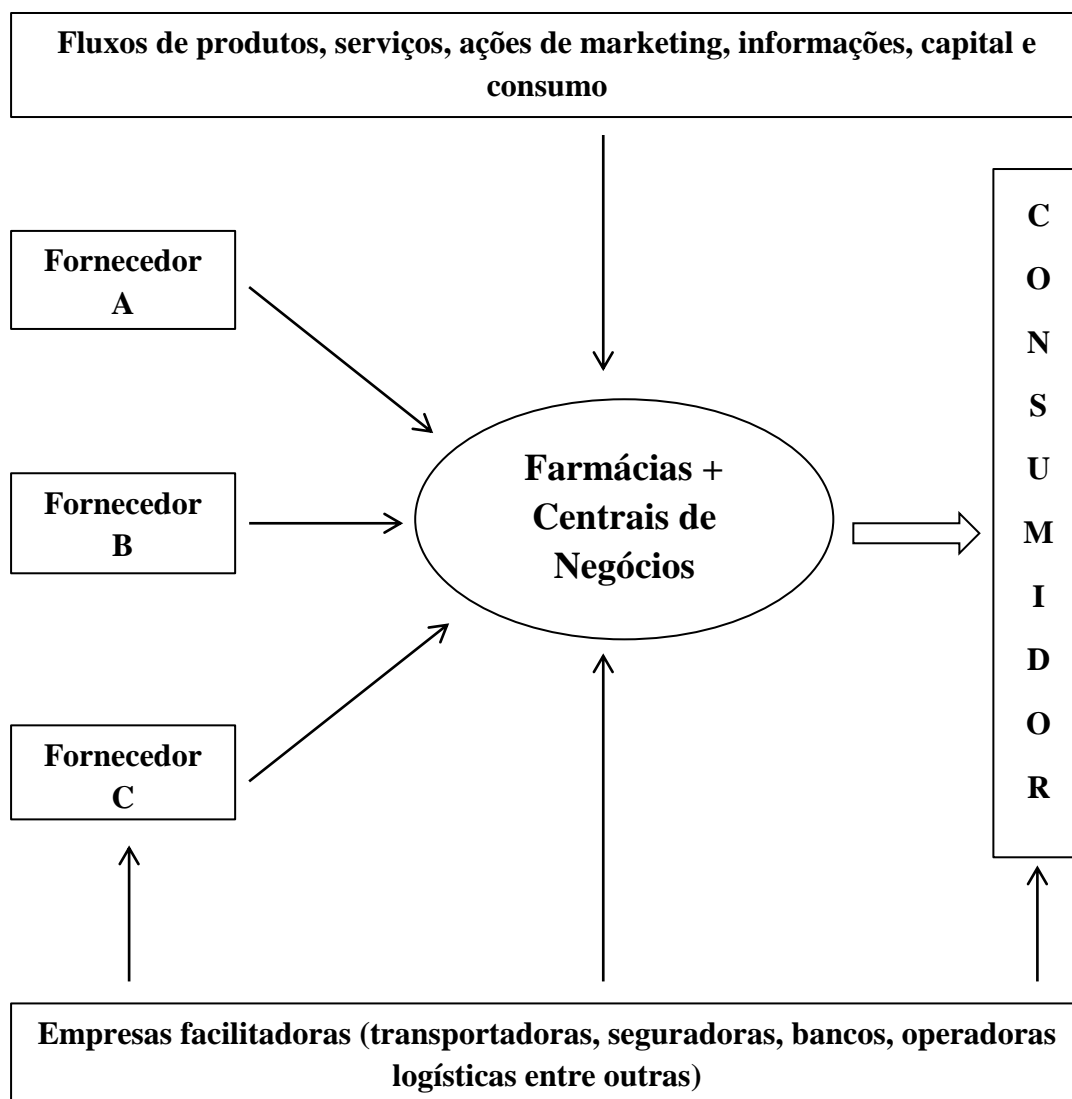 Fluxos de produtos, serviços, ações de marketing, informações, capital e
consumo
Fornecedor
A
Fornecedor
B
Fornecedor
C
Farmácias +
Centrais de
Negócios
C
O
N
S
U
M
I
D
O
R
Empresas facilitadoras (transportadoras, seguradoras, bancos, operadoras
logísticas entre outras)